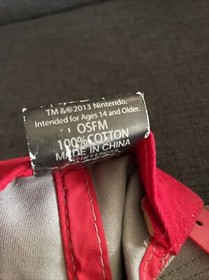 TM & © 2013 Nintendo.
Intended for Ages 14 and Older.
OSFM
100% COTTON
MADE IN CHINA